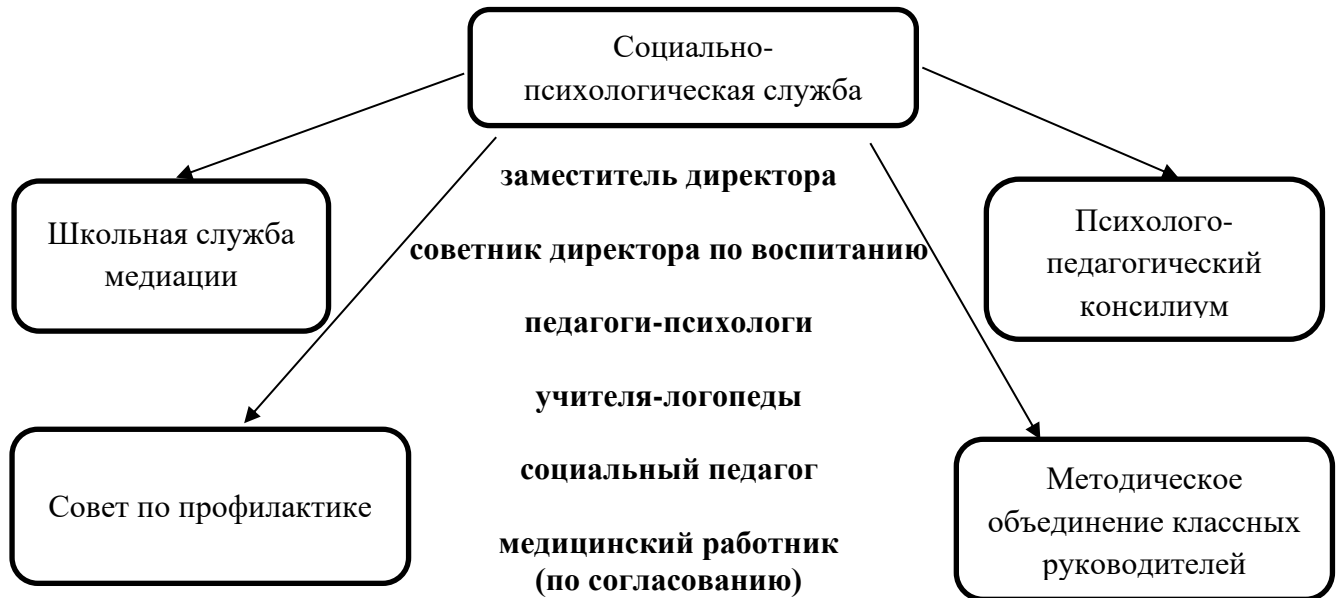 Социально-
психологическая служба
заместитель директора
Школьная служба
медиации
Психолого-
педагогический
консилиум
советник директора по воспитанию
педагоги-психологи
учителя-логопеды
социальный педагог
Совет по профилактике
Методическое
объединение классных
руководителей
медицинский работник
(по согласованию)